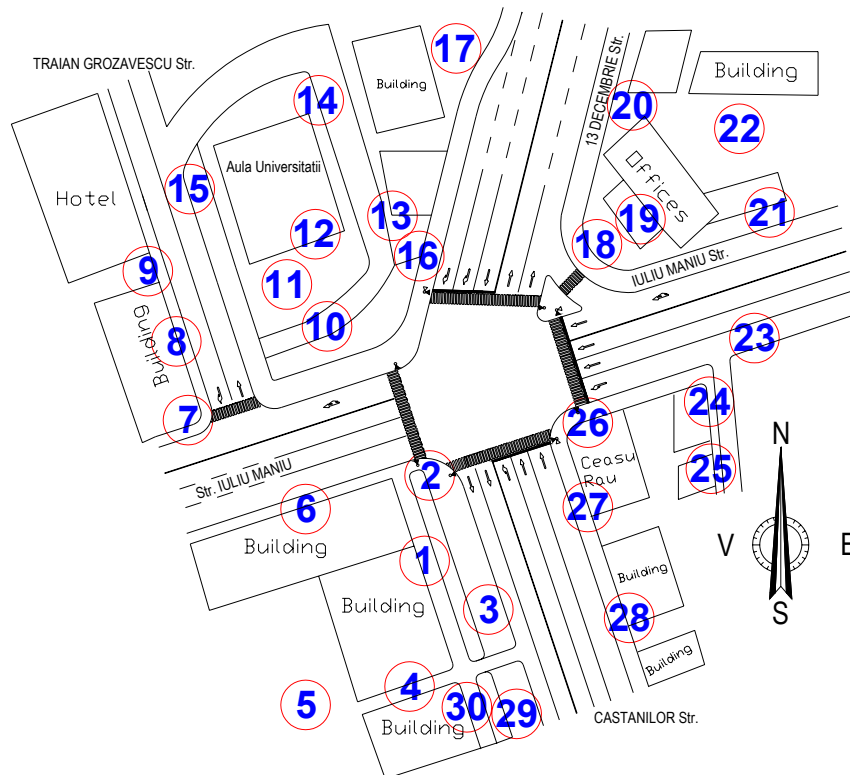 17
TRAIAN GROZAVESCU Str.
13 DECEMBRIE Str.
Building
Building
14
20
22
Aula Universitatii
Offices
15
Hotel
13
19
21
12
18
16
9
IULIU MANIU Str.
11
10
Building
8
23
24
7
26
N
2
Ceasu
Rau
25
Str. IULIU MANIU
6
27
V
E
Building
1
Building
Building
3
S
28
Building
4
5
30
29
Building
CASTANILOR Str.